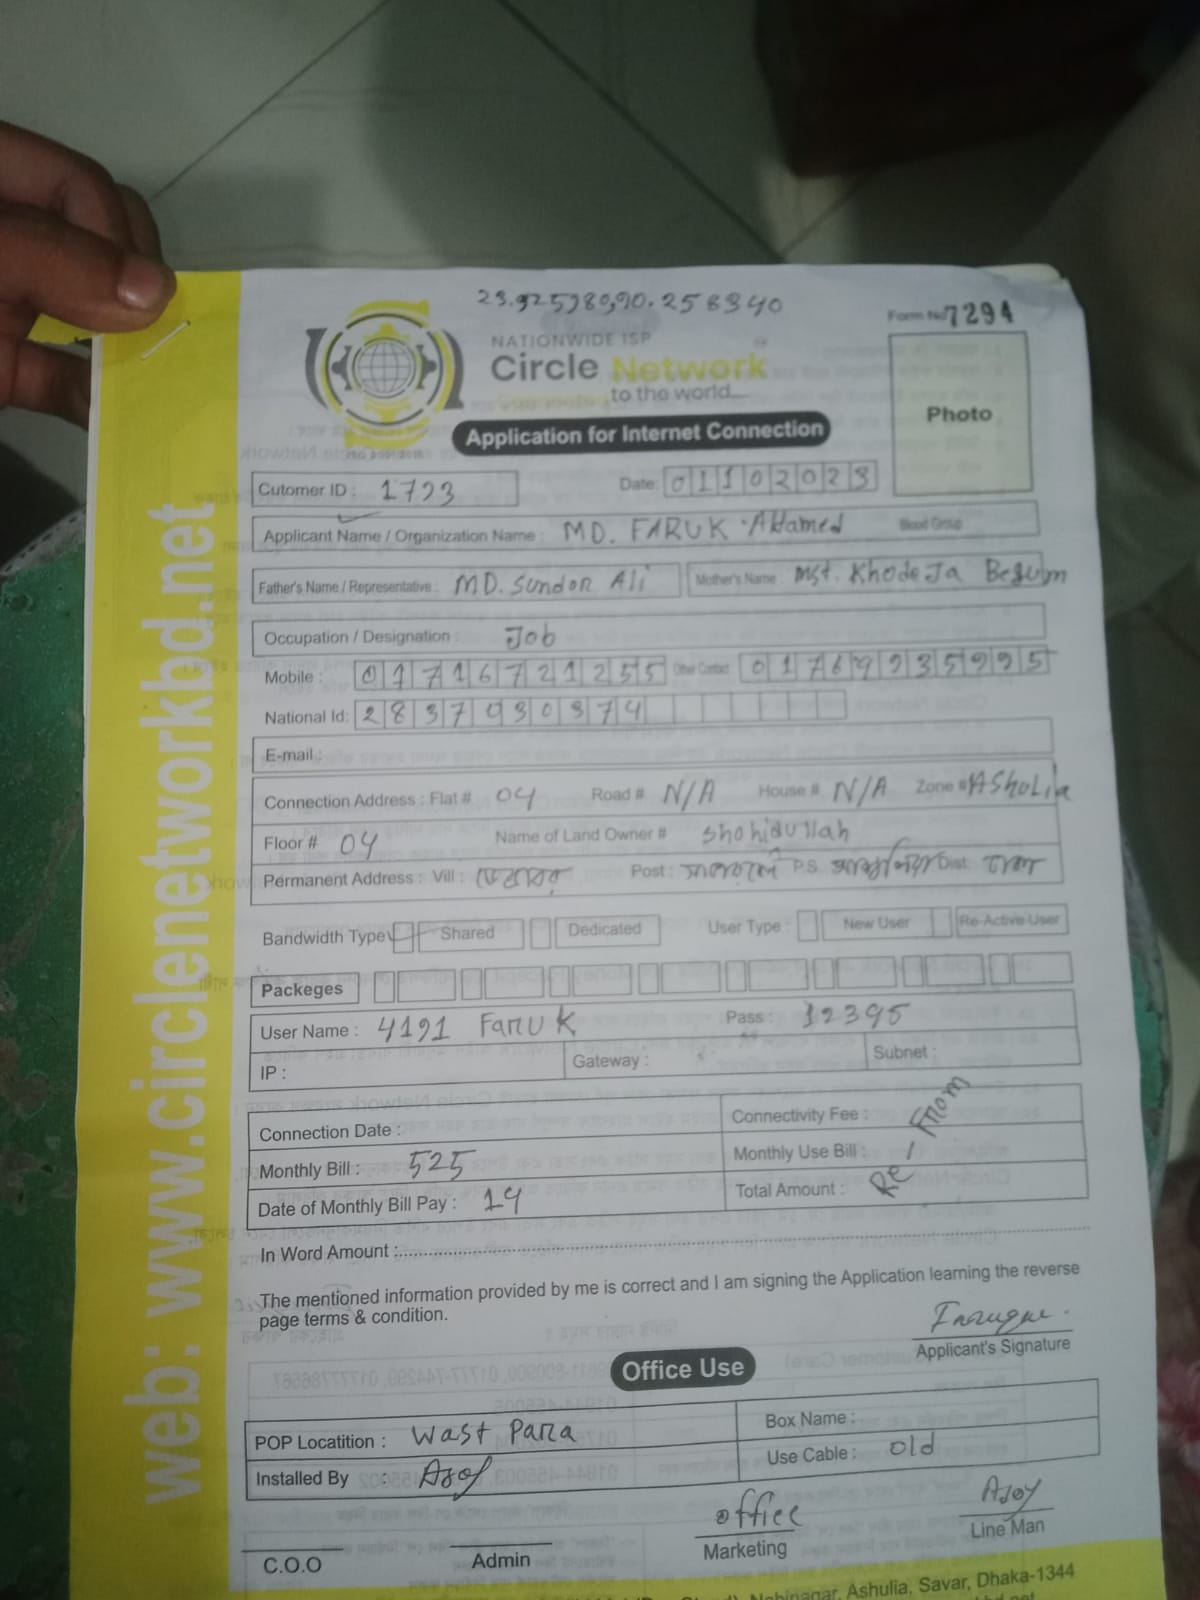 23.925980,90.258340
Form No 7294
NATIONWIDE ISP
Circle Network
to the world...
Photo
Application for Internet Connection
Cutomer ID : 1793
Date: 01102023
Applicant Name / Organization Name : MD. FARUK Ahamed Blood Group
Father's Name / Representative : MD. Sundor Ali Mother's Name Mst. KhodeJa Begum
Occupation / Designation : Job
Mobile : 01716721255 Other Contact 01769935995
National Id: 2837030374
E-mail :
Connection Address : Flat # 04 Road # N/A House # N/A Zone # AShuLia
Floor # 04 Name of Land Owner # Shohidullah
Permanent Address : Vill : Post : P.S Dist:
Bandwidth Type Shared Dedicated User Type : New User Re-Active User
Packeges
User Name : 4191 Faruk Pass : 12395
IP : Gateway : Subnet :
Connection Date : Connectivity Fee :
Monthly Bill : 525 Monthly Use Bill :
Date of Monthly Bill Pay : 14 Total Amount : Re / From
In Word Amount :
The mentioned information provided by me is correct and I am signing the Application learning the reverse
page terms & condition.
Faruque
Applicant's Signature
Office Use
POP Locatition : Wast Para Box Name :
Installed By : Use Cable : Old
office AJoy
C.O.O Admin Marketing Line Man
Nabinagar, Ashulia, Savar, Dhaka-1344
web: www.circlenetworkbd.net